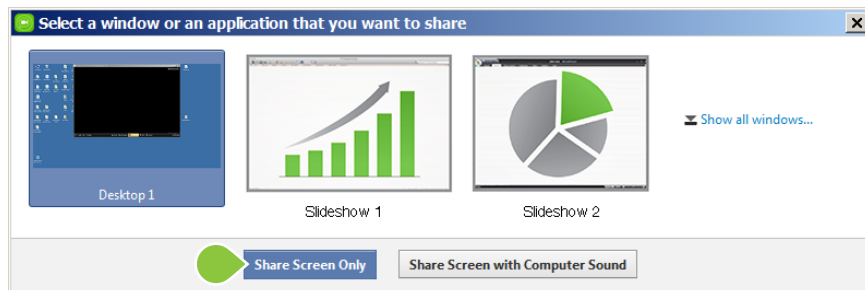 Select a window or an application that you want to share
Show all windows...
Desktop 1
Slideshow 1
Slideshow 2
Share Screen Only
Share Screen with Computer Sound